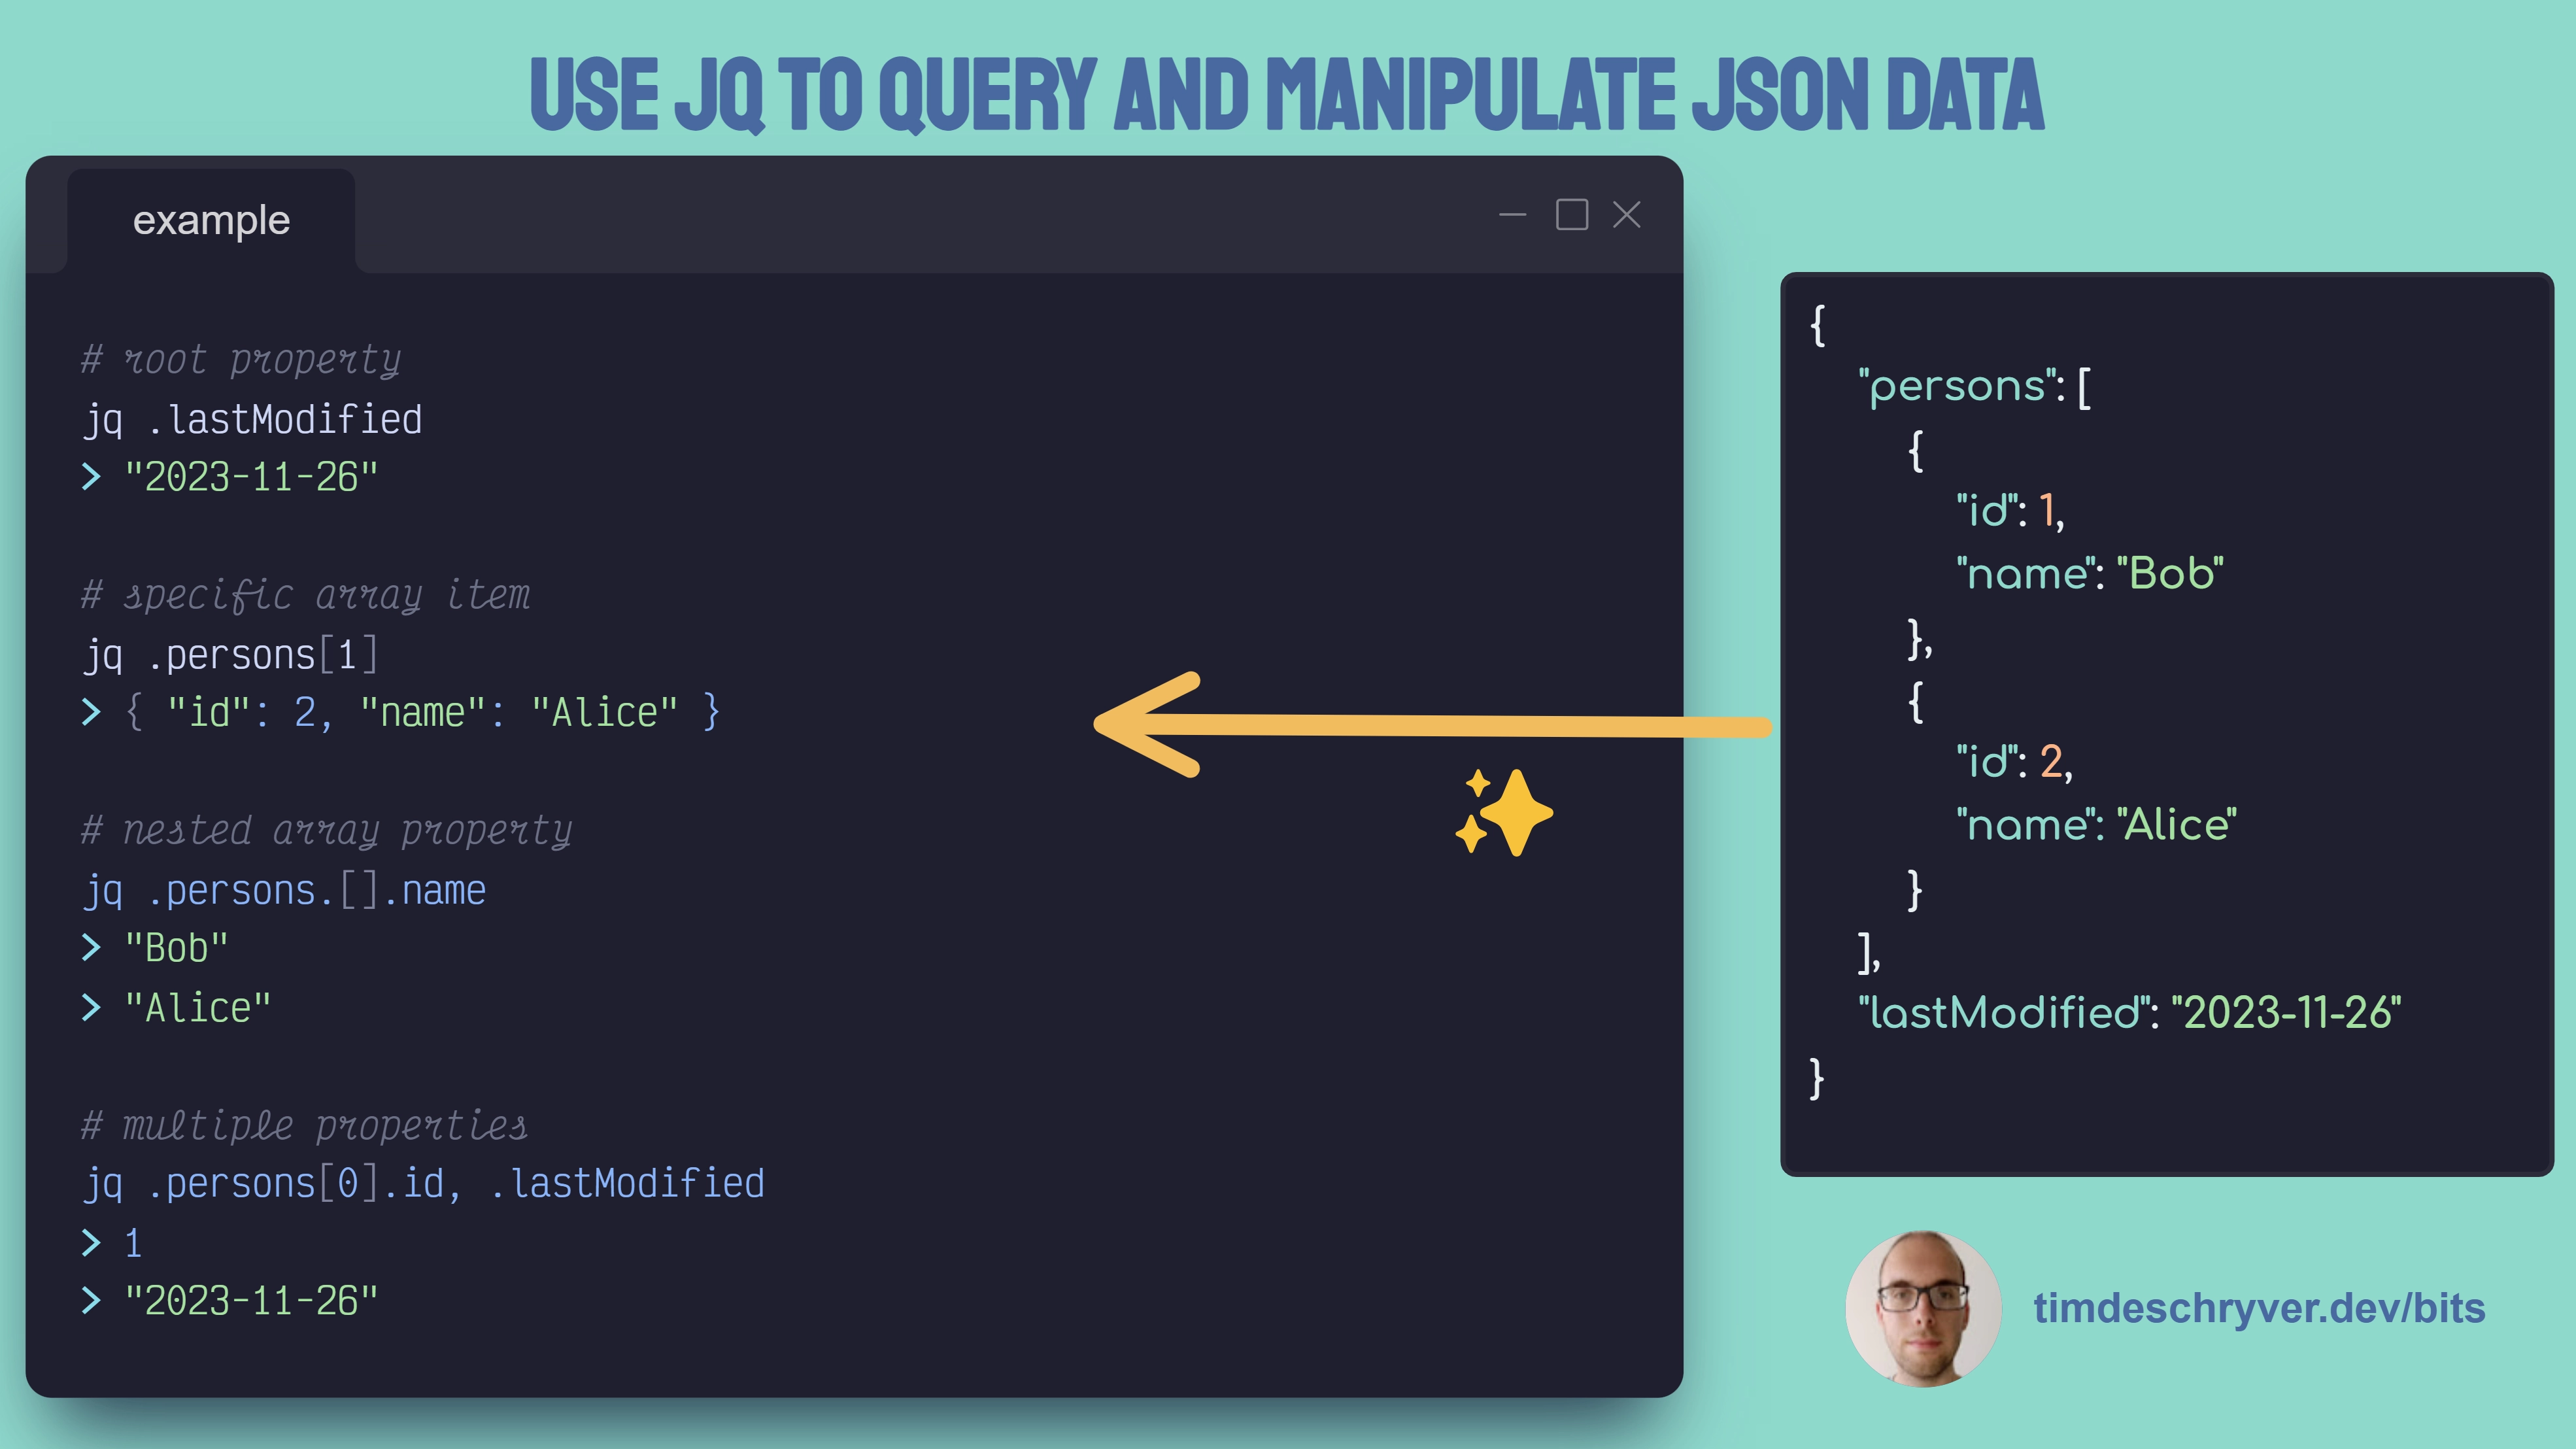 USE JQ TO QUERY AND MANIPULATE JSON DATA
example
# root property
jq .lastModified
> "2023-11-26"
# specific array item
jq .persons[1]
> { "id": 2, "name": "Alice" }
# nested array property
jq .persons.[].name
> "Bob"
> "Alice"
# multiple properties
jq .persons[0].id, .lastModified
> 1
> "2023-11-26"
{
"persons": [
{
"id": 1,
"name": "Bob"
},
{
"id": 2,
"name": "Alice"
}
],
"lastModified": "2023-11-26"
}
timdeschryver.dev/bits